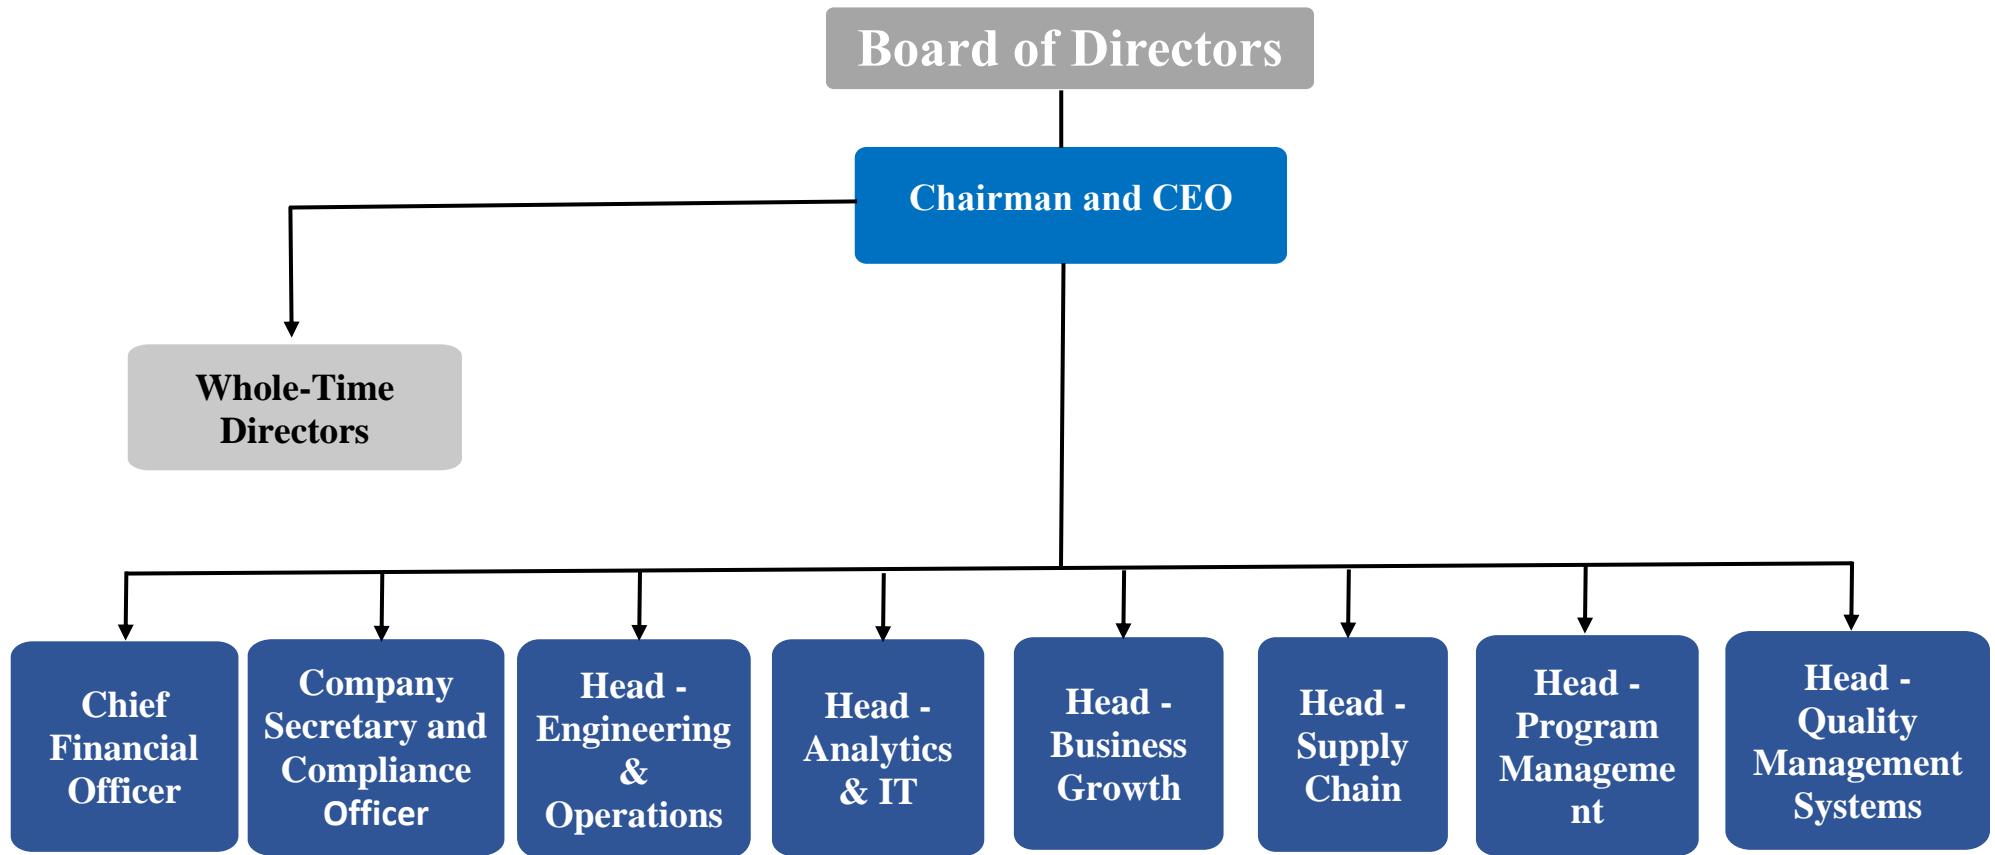 Board of Directors
Chairman and CEO
Whole-Time
Directors
Chief
Financial
Officer
Company
Secretary and
Compliance
Officer
Head -
Engineering
&
Operations
Head -
Analytics
& IT
Head -
Business
Growth
Head -
Supply
Chain
Head -
Program
Manageme
nt
Head -
Quality
Management
Systems